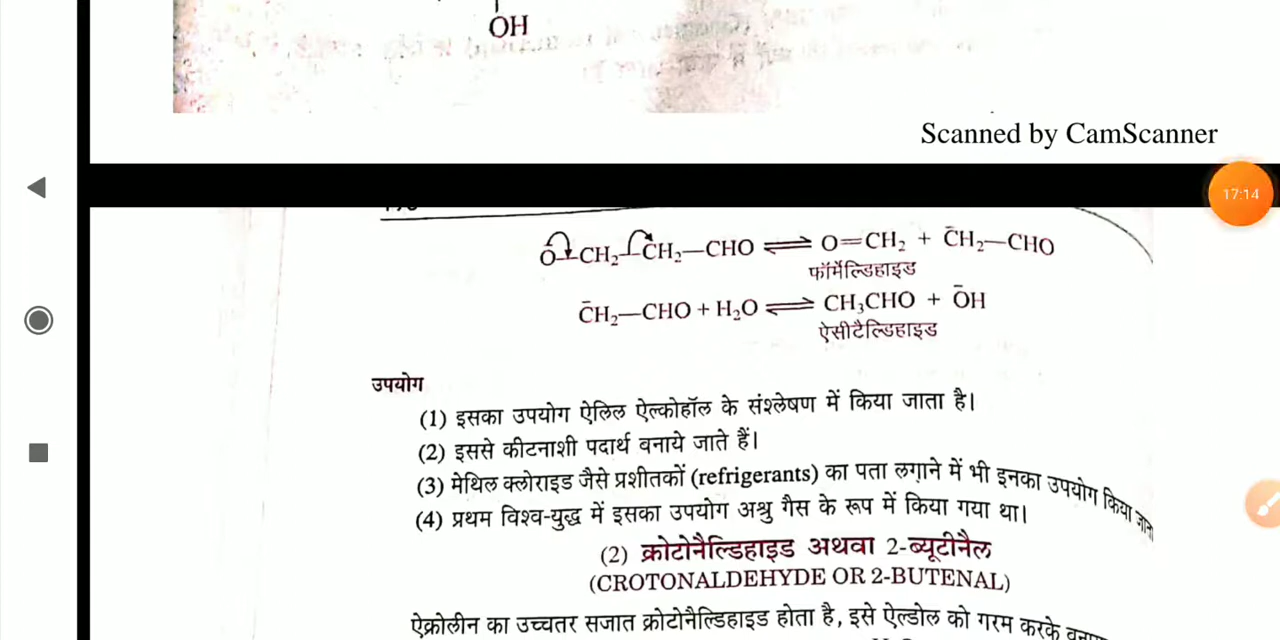 OH
Scanned by CamScanner
17:14
Ō—CH₂—CH₂—CHO ⇌ O=CH₂ + C̄H₂—CHO
फॉर्मेल्डिहाइड
C̄H₂—CHO + H₂O ⇌ CH₃CHO + ŌH
ऐसीटैल्डिहाइड
उपयोग
(1) इसका उपयोग ऐलिल ऐल्कोहॉल के संश्लेषण में किया जाता है।
(2) इससे कीटनाशी पदार्थ बनाये जाते हैं।
(3) मेथिल क्लोराइड जैसे प्रशीतकों (refrigerants) का पता लगाने में भी इनका उपयोग किया
(4) प्रथम विश्व-युद्ध में इसका उपयोग अश्रु गैस के रूप में किया गया था।
(2) क्रोटोनैल्डिहाइड अथवा 2-ब्यूटीनैल
(CROTONALDEHYDE OR 2-BUTENAL)
ऐक्रोलीन का उच्चतर सजात क्रोटोनैल्डिहाइड होता है, इसे ऐल्डोल को गरम करके